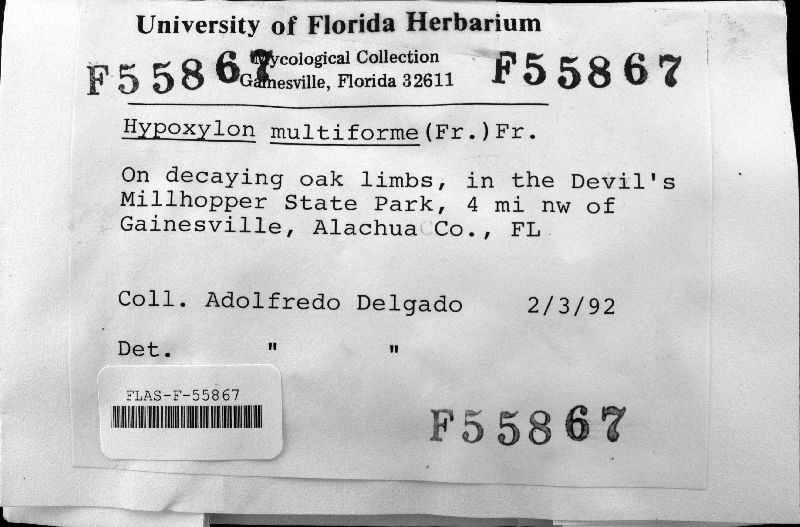 University of Florida Herbarium
F55867 Mycological Collection F55867
Gainesville, Florida 32611
Hypoxylon multiforme (Fr.) Fr.
On decaying oak limbs, in the Devil's
Millhopper State Park, 4 mi nw of
Gainesville, Alachua Co., FL
Coll. Adolfredo Delgado 2/3/92
Det. " "
FLAS-F-55867
F55867